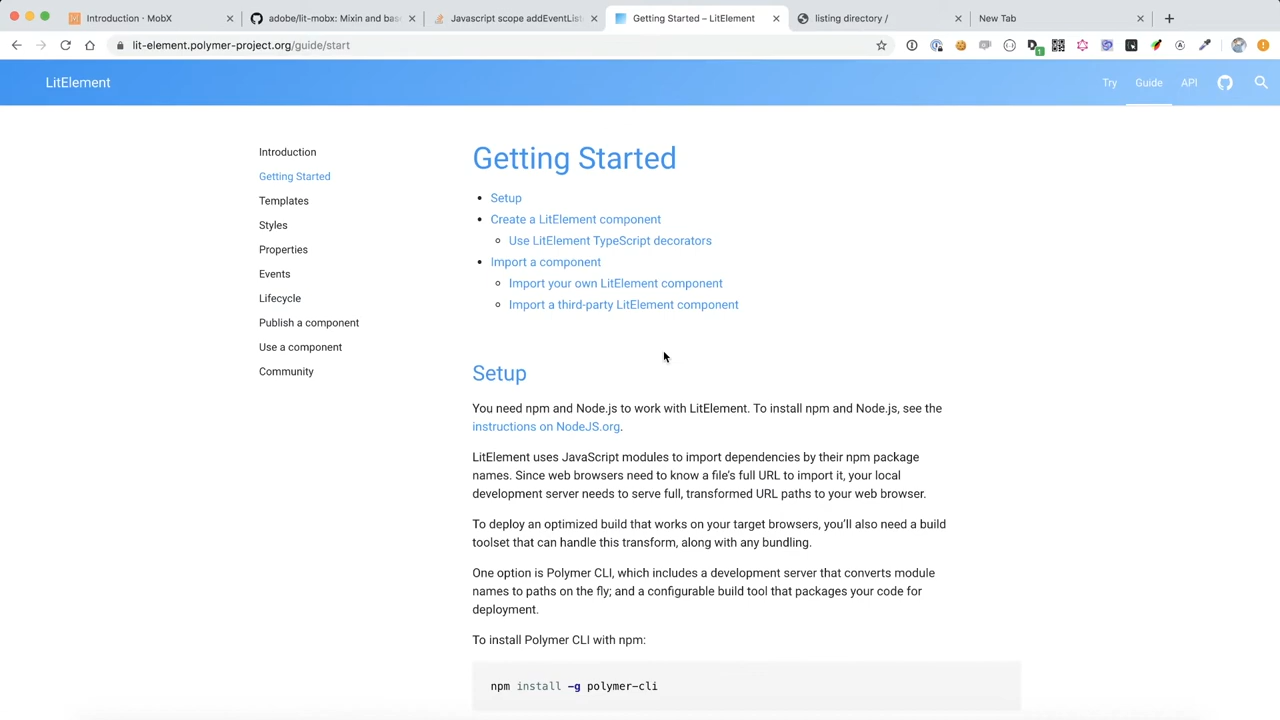 Introduction · MobX
adobe/lit-mobx: Mixin and bas
Javascript scope addEventList
Getting Started – LitElement
listing directory /
New Tab
lit-element.polymer-project.org/guide/start
LitElement
Try
Guide
API
Introduction
Getting Started
Templates
Styles
Properties
Events
Lifecycle
Publish a component
Use a component
Community
Getting Started
Setup
Create a LitElement component
Use LitElement TypeScript decorators
Import a component
Import your own LitElement component
Import a third-party LitElement component
Setup
You need npm and Node.js to work with LitElement. To install npm and Node.js, see the
instructions on NodeJS.org.
LitElement uses JavaScript modules to import dependencies by their npm package
names. Since web browsers need to know a file’s full URL to import it, your local
development server needs to serve full, transformed URL paths to your web browser.
To deploy an optimized build that works on your target browsers, you’ll also need a build
toolset that can handle this transform, along with any bundling.
One option is Polymer CLI, which includes a development server that converts module
names to paths on the fly; and a configurable build tool that packages your code for
deployment.
To install Polymer CLI with npm:
npm install -g polymer-cli